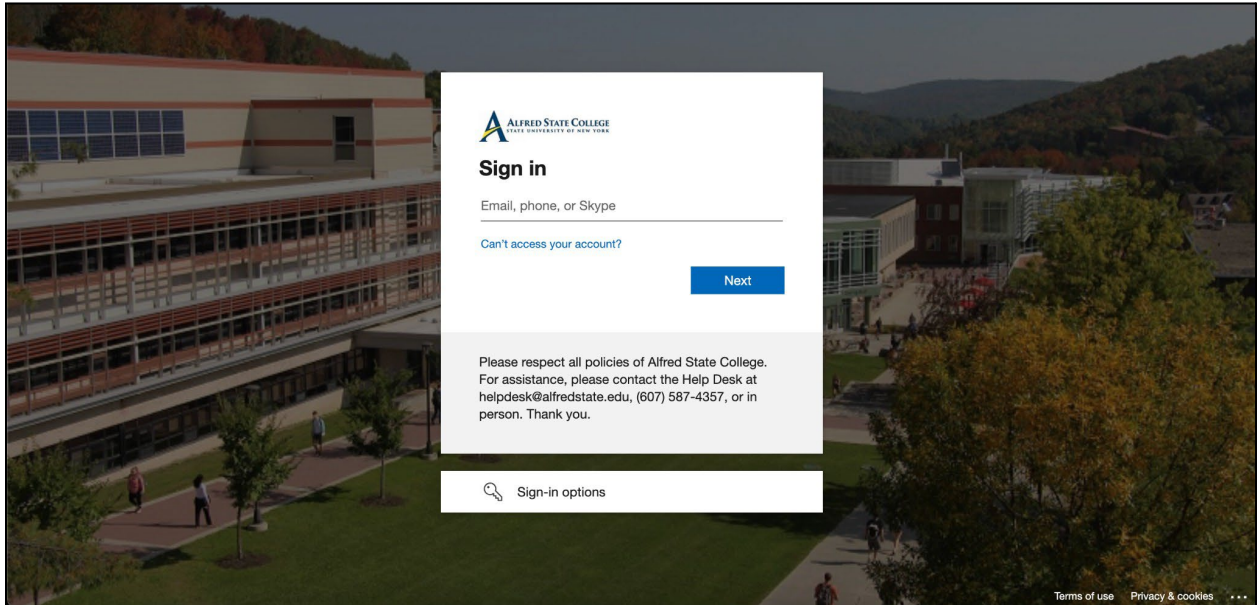 ALFRED STATE COLLEGE
STATE UNIVERSITY OF NEW YORK
Sign in
Email, phone, or Skype
Can't access your account?
Next
Please respect all policies of Alfred State College.
For assistance, please contact the Help Desk at
helpdesk@alfredstate.edu, (607) 587-4357, or in
person. Thank you.
Sign-in options
Terms of use Privacy & cookies ...